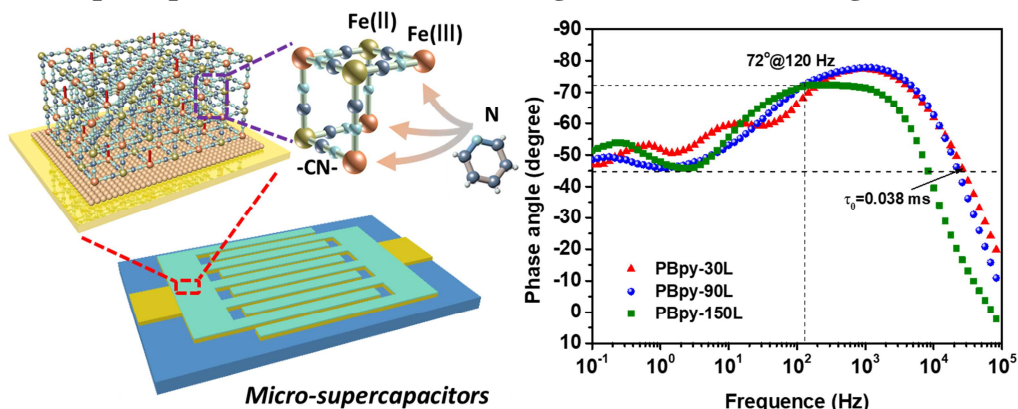 Fe(II)
Fe(III)
N
-CN-
Micro-supercapacitors
Phase angle (degree)
-90
-80
-70
-60
-50
-40
-30
-20
-10
0
10
72°@120 Hz
τ0=0.038 ms
PBpy-30L
PBpy-90L
PBpy-150L
10-1 100 101 102 103 104 105
Frequence (Hz)